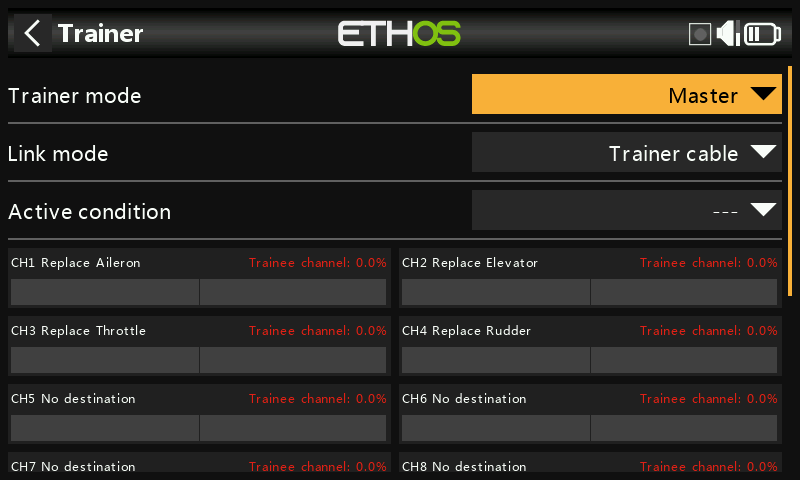 Trainer
ETHOS
Trainer mode
Master
Link mode
Trainer cable
Active condition
---
CH1 Replace Aileron
Trainee channel: 0.0%
CH2 Replace Elevator
Trainee channel: 0.0%
CH3 Replace Throttle
Trainee channel: 0.0%
CH4 Replace Rudder
Trainee channel: 0.0%
CH5 No destination
Trainee channel: 0.0%
CH6 No destination
Trainee channel: 0.0%
CH7 No destination
Trainee channel: 0.0%
CH8 No destination
Trainee channel: 0.0%